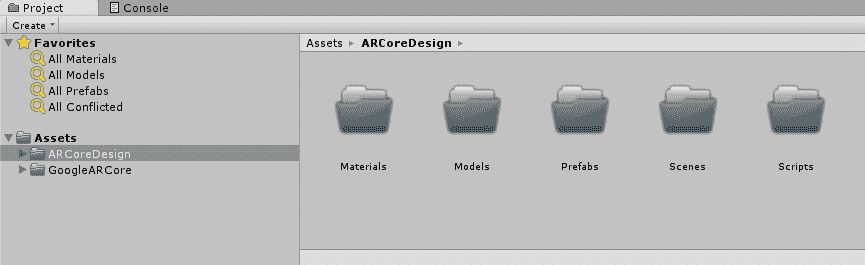 Project Console
Create
Favorites
All Materials
All Models
All Prefabs
All Conflicted
Assets
ARCoreDesign
GoogleARCore
Assets ARCoreDesign
Materials Models Prefabs Scenes Scripts